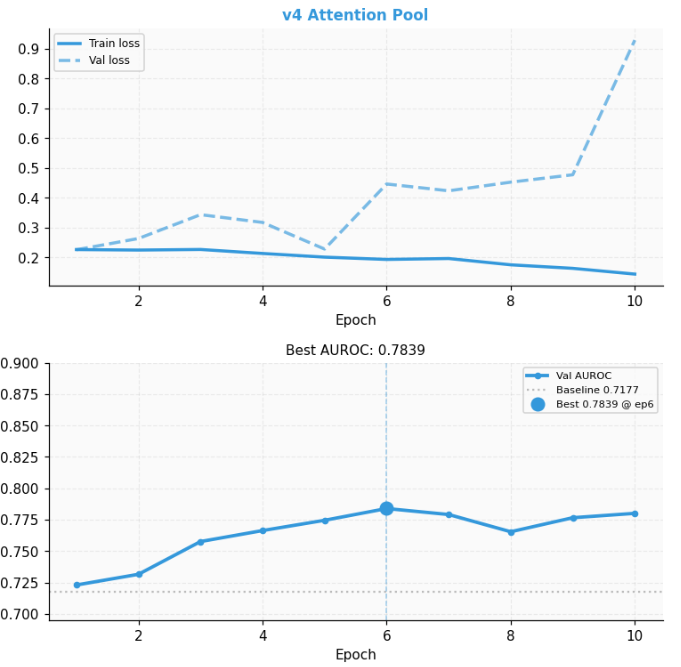 v4 Attention Pool
Train loss
Val loss
0.9
0.8
0.7
0.6
0.5
0.4
0.3
0.2
2 4 6 8 10
Epoch
Best AUROC: 0.7839
Val AUROC
Baseline 0.7177
Best 0.7839 @ ep6
0.900
0.875
0.850
0.825
0.800
0.775
0.750
0.725
0.700
2 4 6 8 10
Epoch